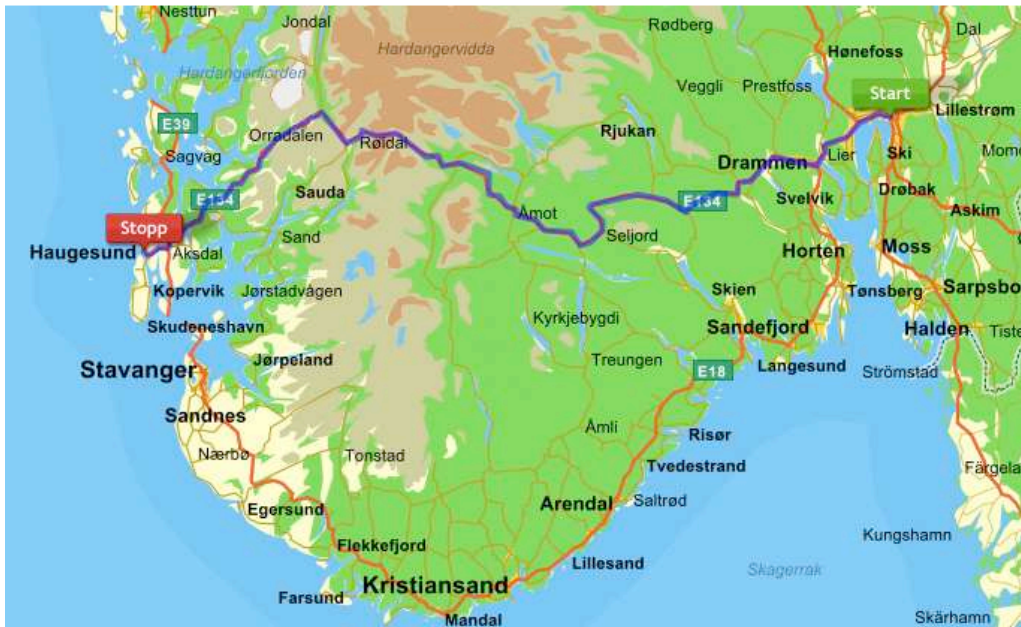 Nesttun
Jondal
Rødberg
Dal
Hardangervidda
Hønefoss
Hardangerfjorden
Veggli
Prestfoss
Start
Lillestrøm
E39
Orradalen
Røldal
Rjukan
Sagvag
Drammen
Lier
Ski
Mome
E134
Sauda
E134
Svelvik
Drøbak
Askim
Stopp
Åmot
Seljord
Haugesund
Aksdal
Sand
Horten
Moss
Kopervik
Jørstadvågen
Skien
Tønsberg
Sarpsbo
Skudeneshavn
Kyrkjebygdi
Sandefjord
Halden
Tiste
Jørpeland
Treungen
Langesund
Stavanger
E18
Strömstad
Sandnes
Åmli
Risør
Nærbø
Tonstad
Tvedestrand
Färgela
Egersund
Arendal
Saltrød
Flekkefjord
Lillesand
Kungshamn
Kristiansand
Skagerrak
Farsund
Mandal
Skärhamn